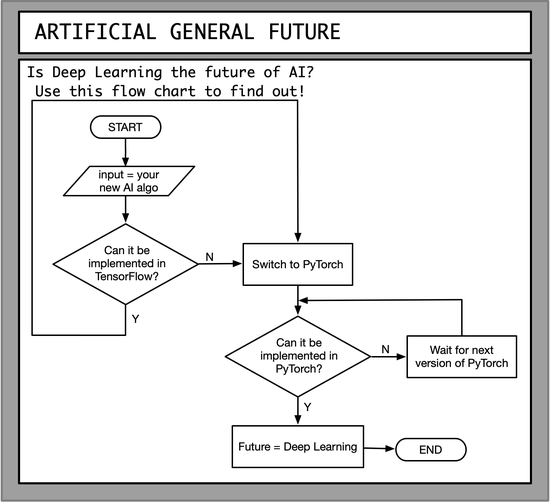 ARTIFICIAL GENERAL FUTURE
Is Deep Learning the future of AI?
Use this flow chart to find out!
START
input = your
new AI algo
Can it be
implemented in
TensorFlow?
N
Y
Switch to PyTorch
Can it be
implemented in
PyTorch?
N
Wait for next
version of PyTorch
Y
Future = Deep Learning
END